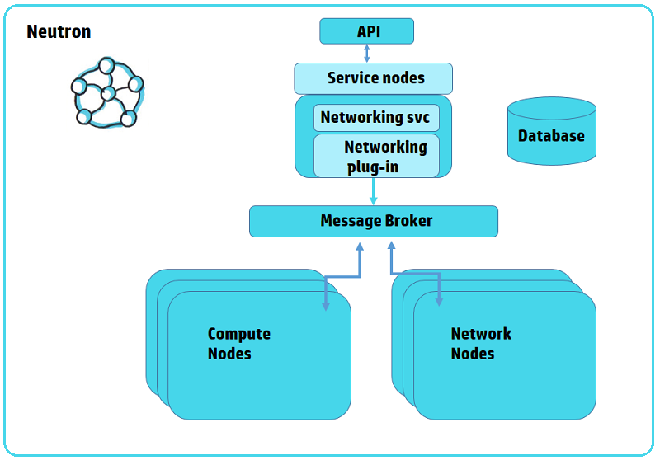 Neutron
API
Service nodes
Networking svc
Networking
plug-in
Database
Message Broker
Compute
Nodes
Network
Nodes